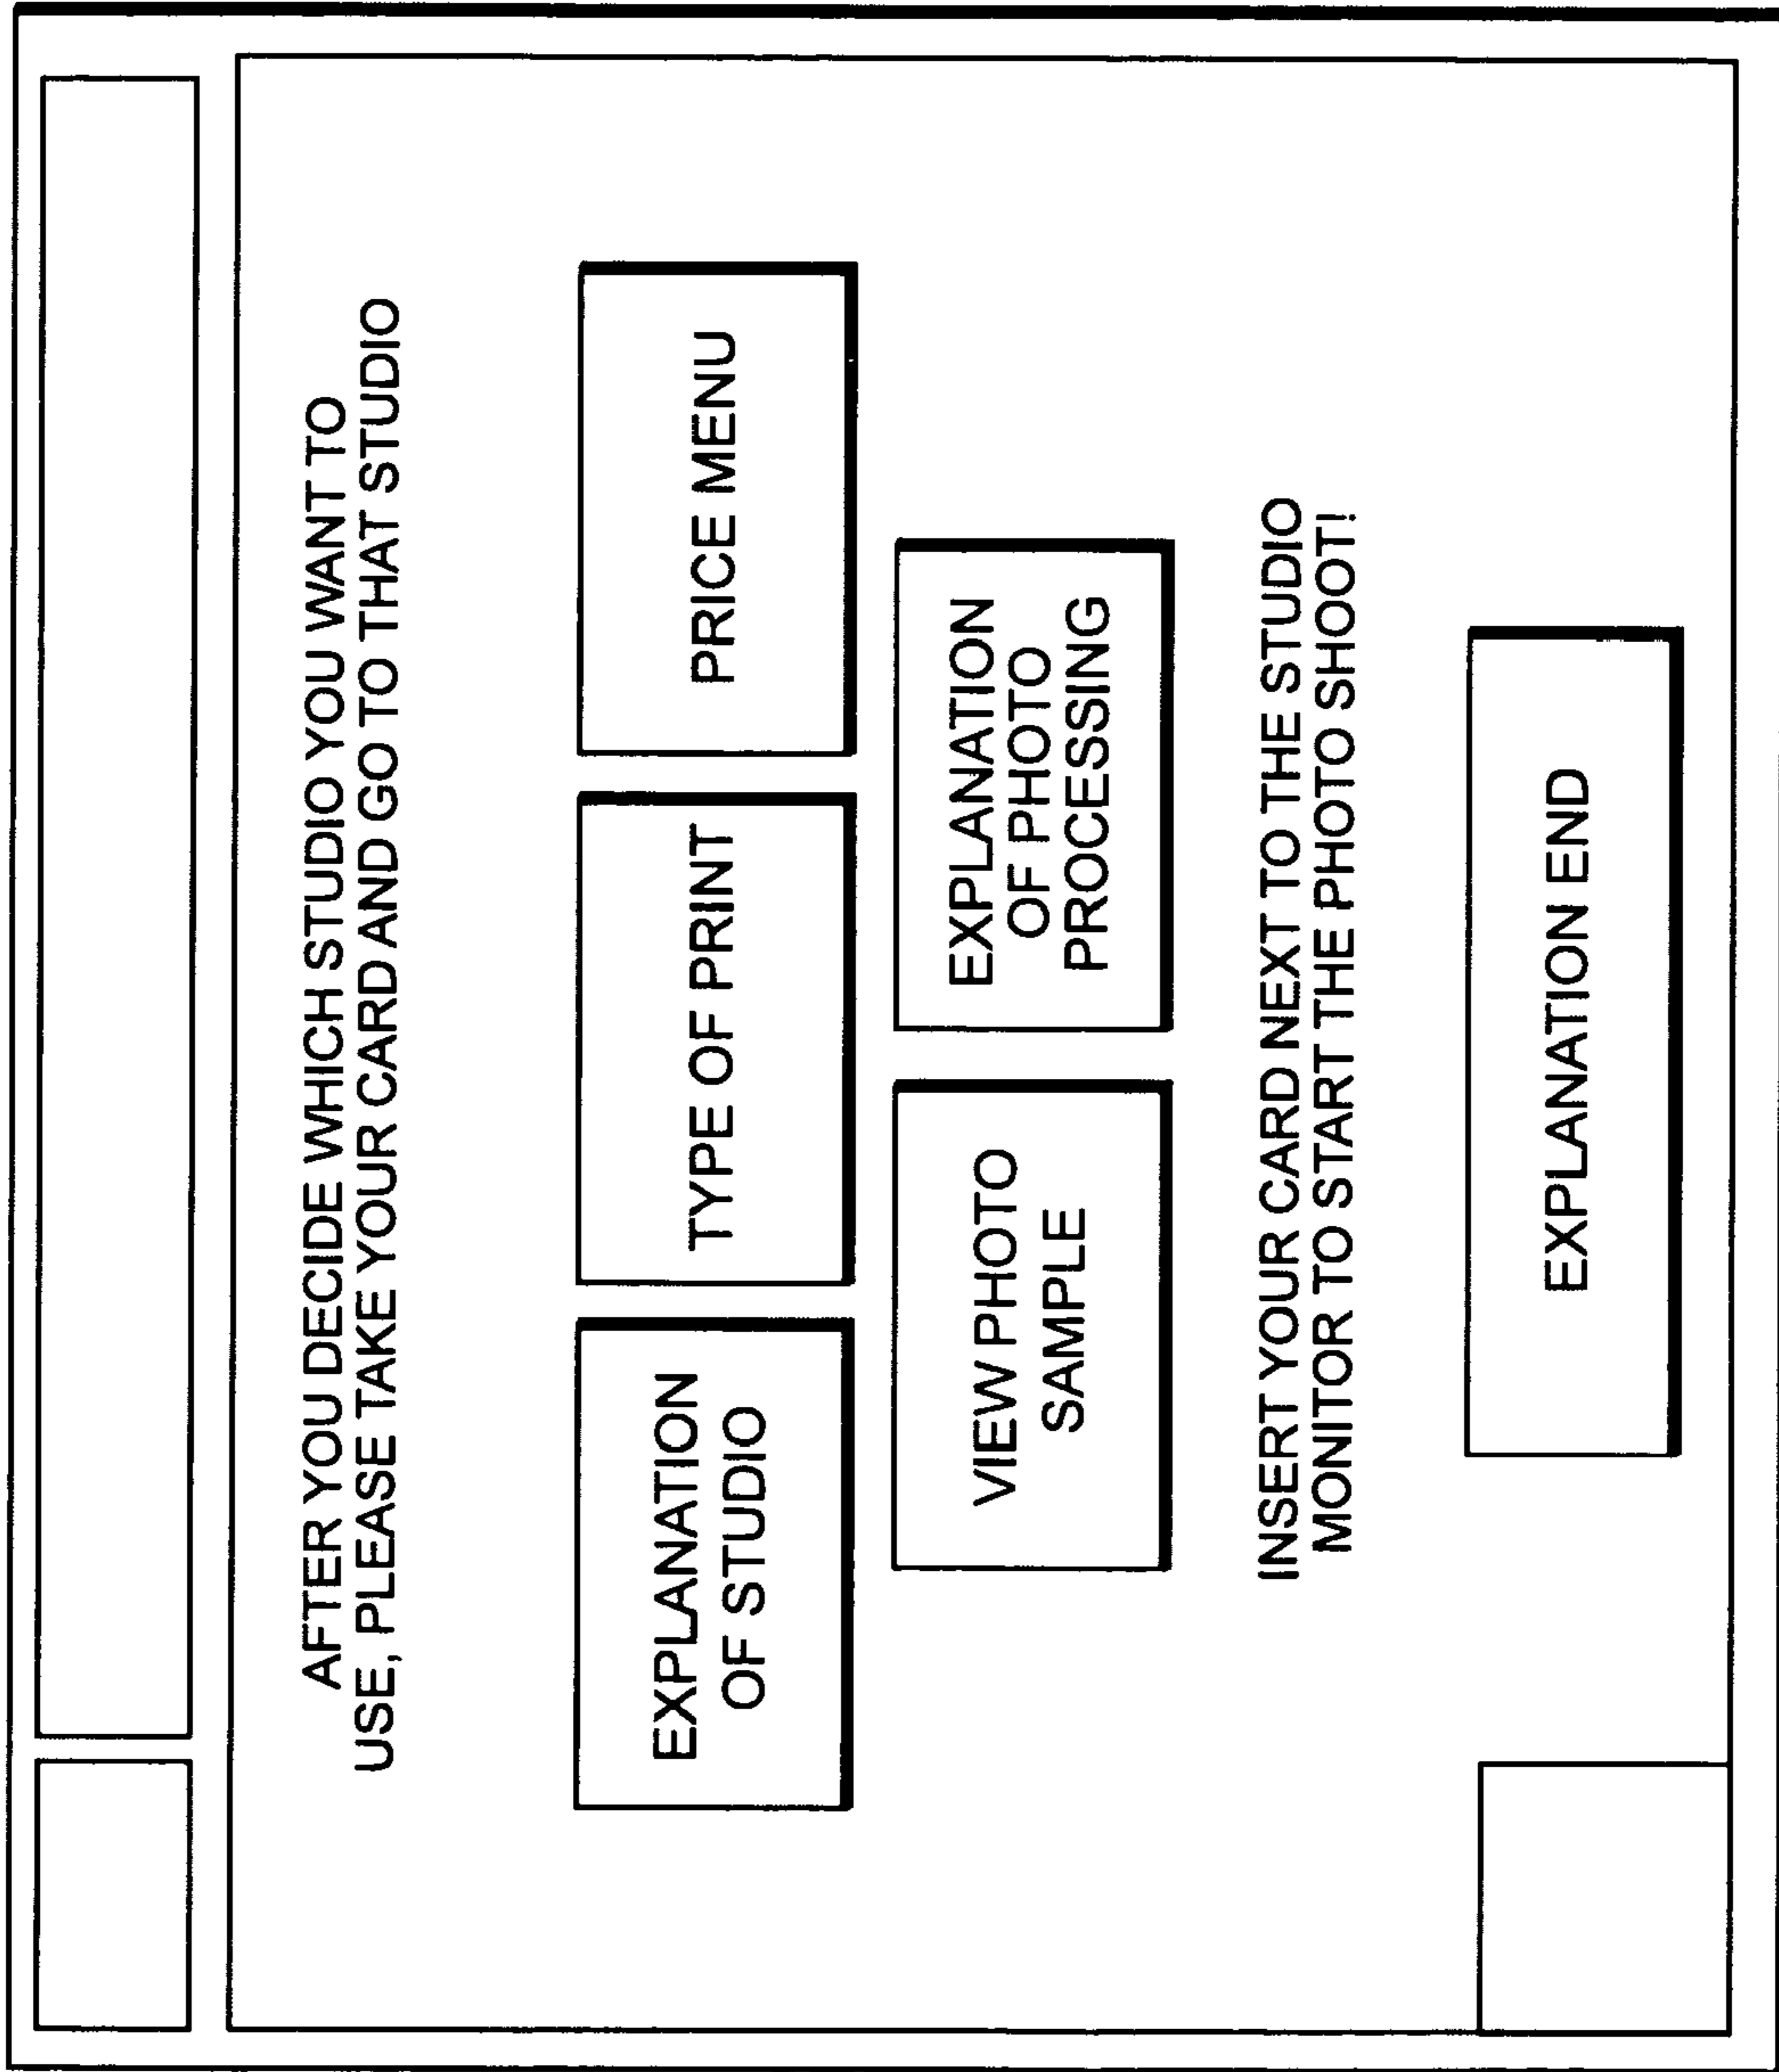 AFTER YOU DECIDE WHICH STUDIO YOU WANT TO
USE, PLEASE TAKE YOUR CARD AND GO TO THAT STUDIO
EXPLANATION
OF STUDIO
TYPE OF PRINT
PRICE MENU
VIEW PHOTO
SAMPLE
EXPLANATION
OF PHOTO
PROCESSING
INSERT YOUR CARD NEXT TO THE STUDIO
MONITOR TO START THE PHOTO SHOOT!
EXPLANATION END